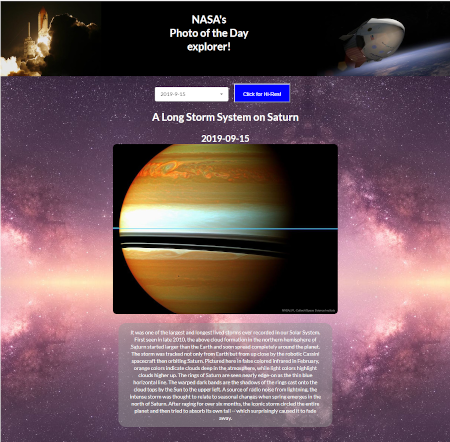 NASA's
Photo of the Day
explorer!
2019-9-15
Click for Hi-Res!
A Long Storm System on Saturn
2019-09-15
It was one of the largest and longest lived storms ever recorded in our Solar System.
First seen in late 2010, the above cloud formation in the northern hemisphere of
Saturn started larger than the Earth and soon spread completely around the planet.
The storm was tracked not only from Earth but from up close by the robotic Cassini
spacecraft then orbiting Saturn. Pictured here in false colored infrared in February,
orange colors indicate clouds deep in the atmosphere, while light colors highlight
clouds higher up. The rings of Saturn are seen nearly edge-on as the thin blue
horizontal line. The warped dark bands are the shadows of the rings cast onto the
cloud tops by the Sun to the upper left. A source of radio noise from lightning, the
intense storm was thought to relate to seasonal changes when spring emerges in the
north of Saturn. After raging for over six months, the iconic storm circled the entire
planet and then tried to absorb its own tail -- which surprisingly caused it to fade
away.